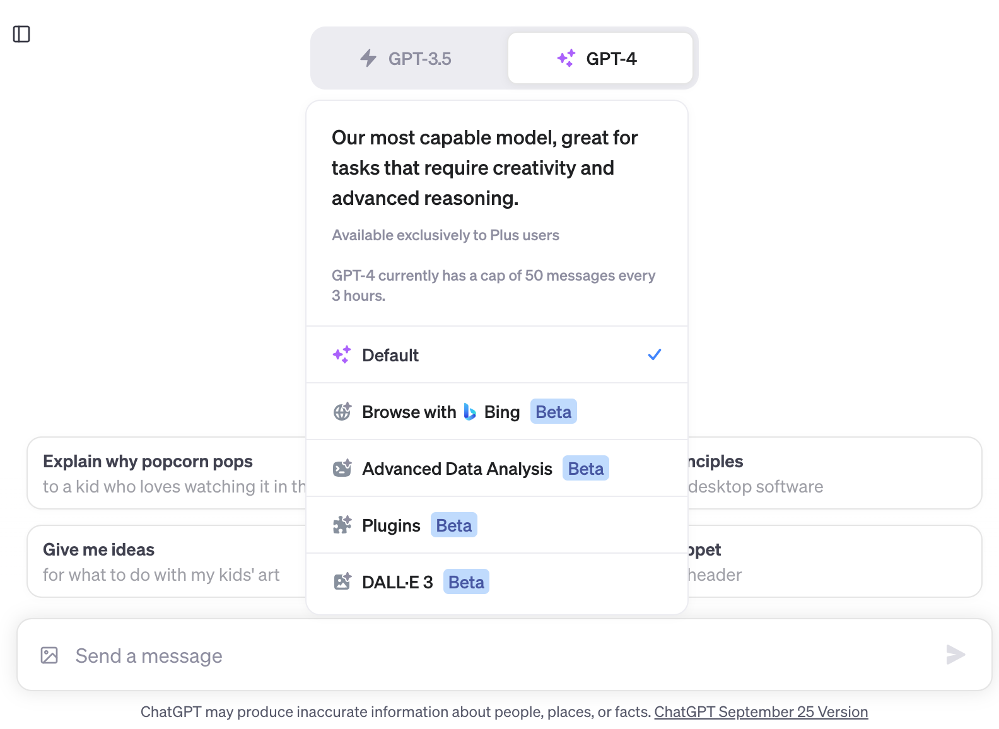 GPT-3.5
GPT-4
Our most capable model, great for
tasks that require creativity and
advanced reasoning.
Available exclusively to Plus users
GPT-4 currently has a cap of 50 messages every
3 hours.
Default
Browse with Bing Beta
Advanced Data Analysis Beta
Plugins Beta
DALL·E 3 Beta
Explain why popcorn pops
to a kid who loves watching it in
desktop software
Give me ideas
for what to do with my kids' art
header
Send a message
ChatGPT may produce inaccurate information about people, places, or facts. ChatGPT September 25 Version